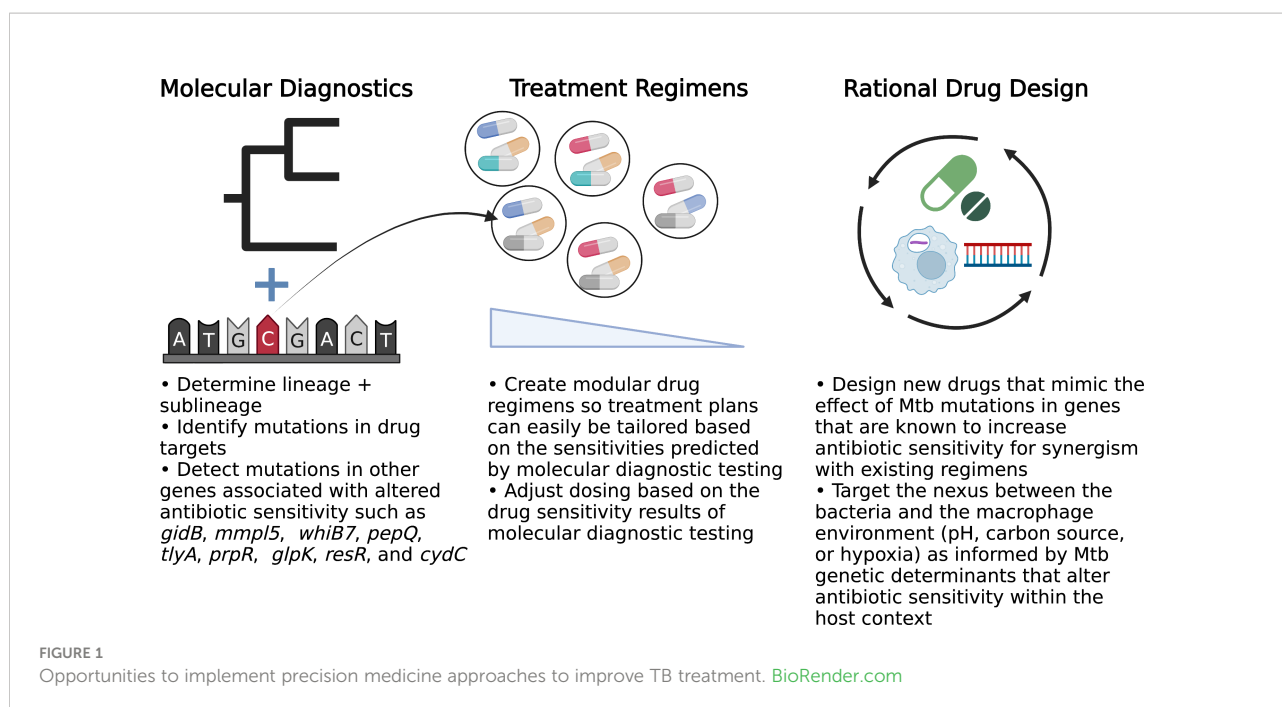 Molecular Diagnostics
A T G C G A C T
• Determine lineage +
sublineage
• Identify mutations in drug
targets
• Detect mutations in other
genes associated with altered
antibiotic sensitivity such as
gidB, mmpl5, whiB7, pepQ,
tlyA, prpR, glpK, resR, and cydC
Treatment Regimens
• Create modular drug
regimens so treatment plans
can easily be tailored based
on the sensitivities predicted
by molecular diagnostic testing
• Adjust dosing based on the
drug sensitivity results of
molecular diagnostic testing
Rational Drug Design
• Design new drugs that mimic the
effect of Mtb mutations in genes
that are known to increase
antibiotic sensitivity for synergism
with existing regimens
• Target the nexus between the
bacteria and the macrophage
environment (pH, carbon source,
or hypoxia) as informed by Mtb
genetic determinants that alter
antibiotic sensitivity within the
host context
FIGURE 1
Opportunities to implement precision medicine approaches to improve TB treatment. BioRender.com